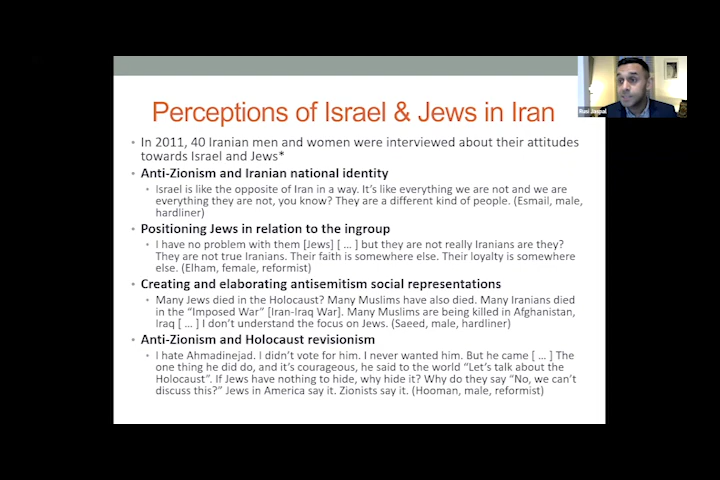 Perceptions of Israel & Jews in Iran
• In 2011, 40 Iranian men and women were interviewed about their attitudes
towards Israel and Jews*
• Anti-Zionism and Iranian national identity
• Israel is like the opposite of Iran in a way. It's like everything we are not and we are
everything they are not, you know? They are a different kind of people. (Esmail, male,
hardliner)
• Positioning Jews in relation to the ingroup
• I have no problem with them [Jews] [ … ] but they are not really Iranians are they?
They are not true Iranians. Their faith is somewhere else. Their loyalty is somewhere
else. (Elham, female, reformist)
• Creating and elaborating antisemitism social representations
• Many Jews died in the Holocaust? Many Muslims have also died. Many Iranians died
in the "Imposed War" [Iran-Iraq War]. Many Muslims are being killed in Afghanistan,
Iraq [ … ] I don't understand the focus on Jews. (Saeed, male, hardliner)
• Anti-Zionism and Holocaust revisionism
• I hate Ahmadinejad. I didn't vote for him. I never wanted him. But he came [ … ] The
one thing he did do, and it's courageous, he said to the world "Let's talk about the
Holocaust". If Jews have nothing to hide, why hide it? Why do they say "No, we can't
discuss this?" Jews in America say it. Zionists say it. (Hooman, male, reformist)
Rusi Jaspal